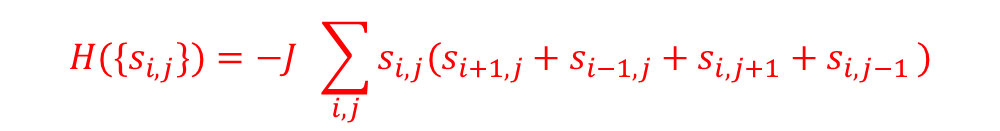 H({s_{i,j}}) = −J ∑_{i,j} s_{i,j}(s_{i+1,j} + s_{i−1,j} + s_{i,j+1} + s_{i,j−1})